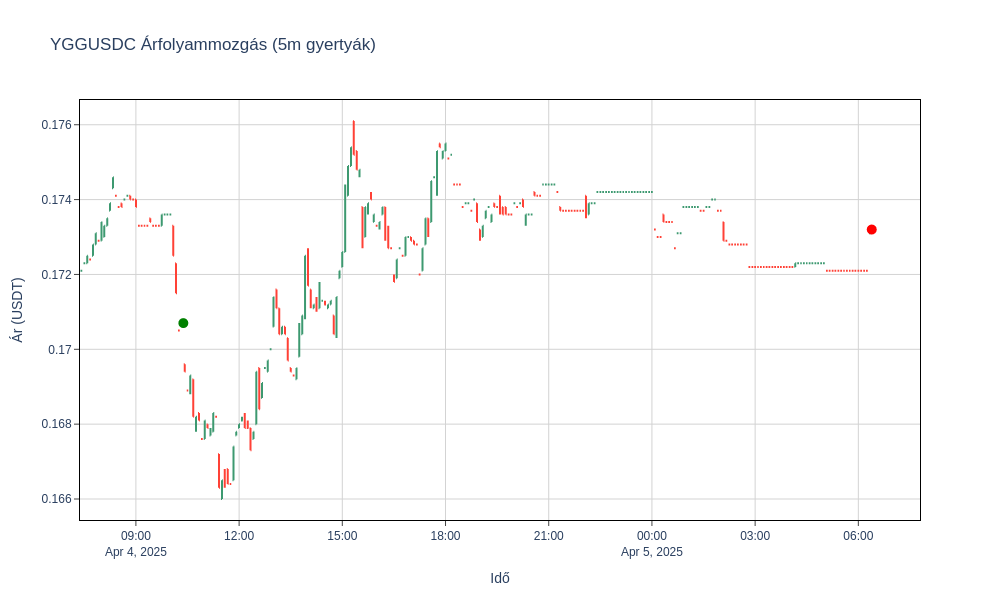 YGGUSDC Árfolyammozgás (5m gyertyák)
0.176
0.174
0.172
0.17
0.168
0.166
Ár (USDT)
09:00 12:00 15:00 18:00 21:00 00:00 03:00 06:00
Apr 4, 2025 Apr 5, 2025
Idő